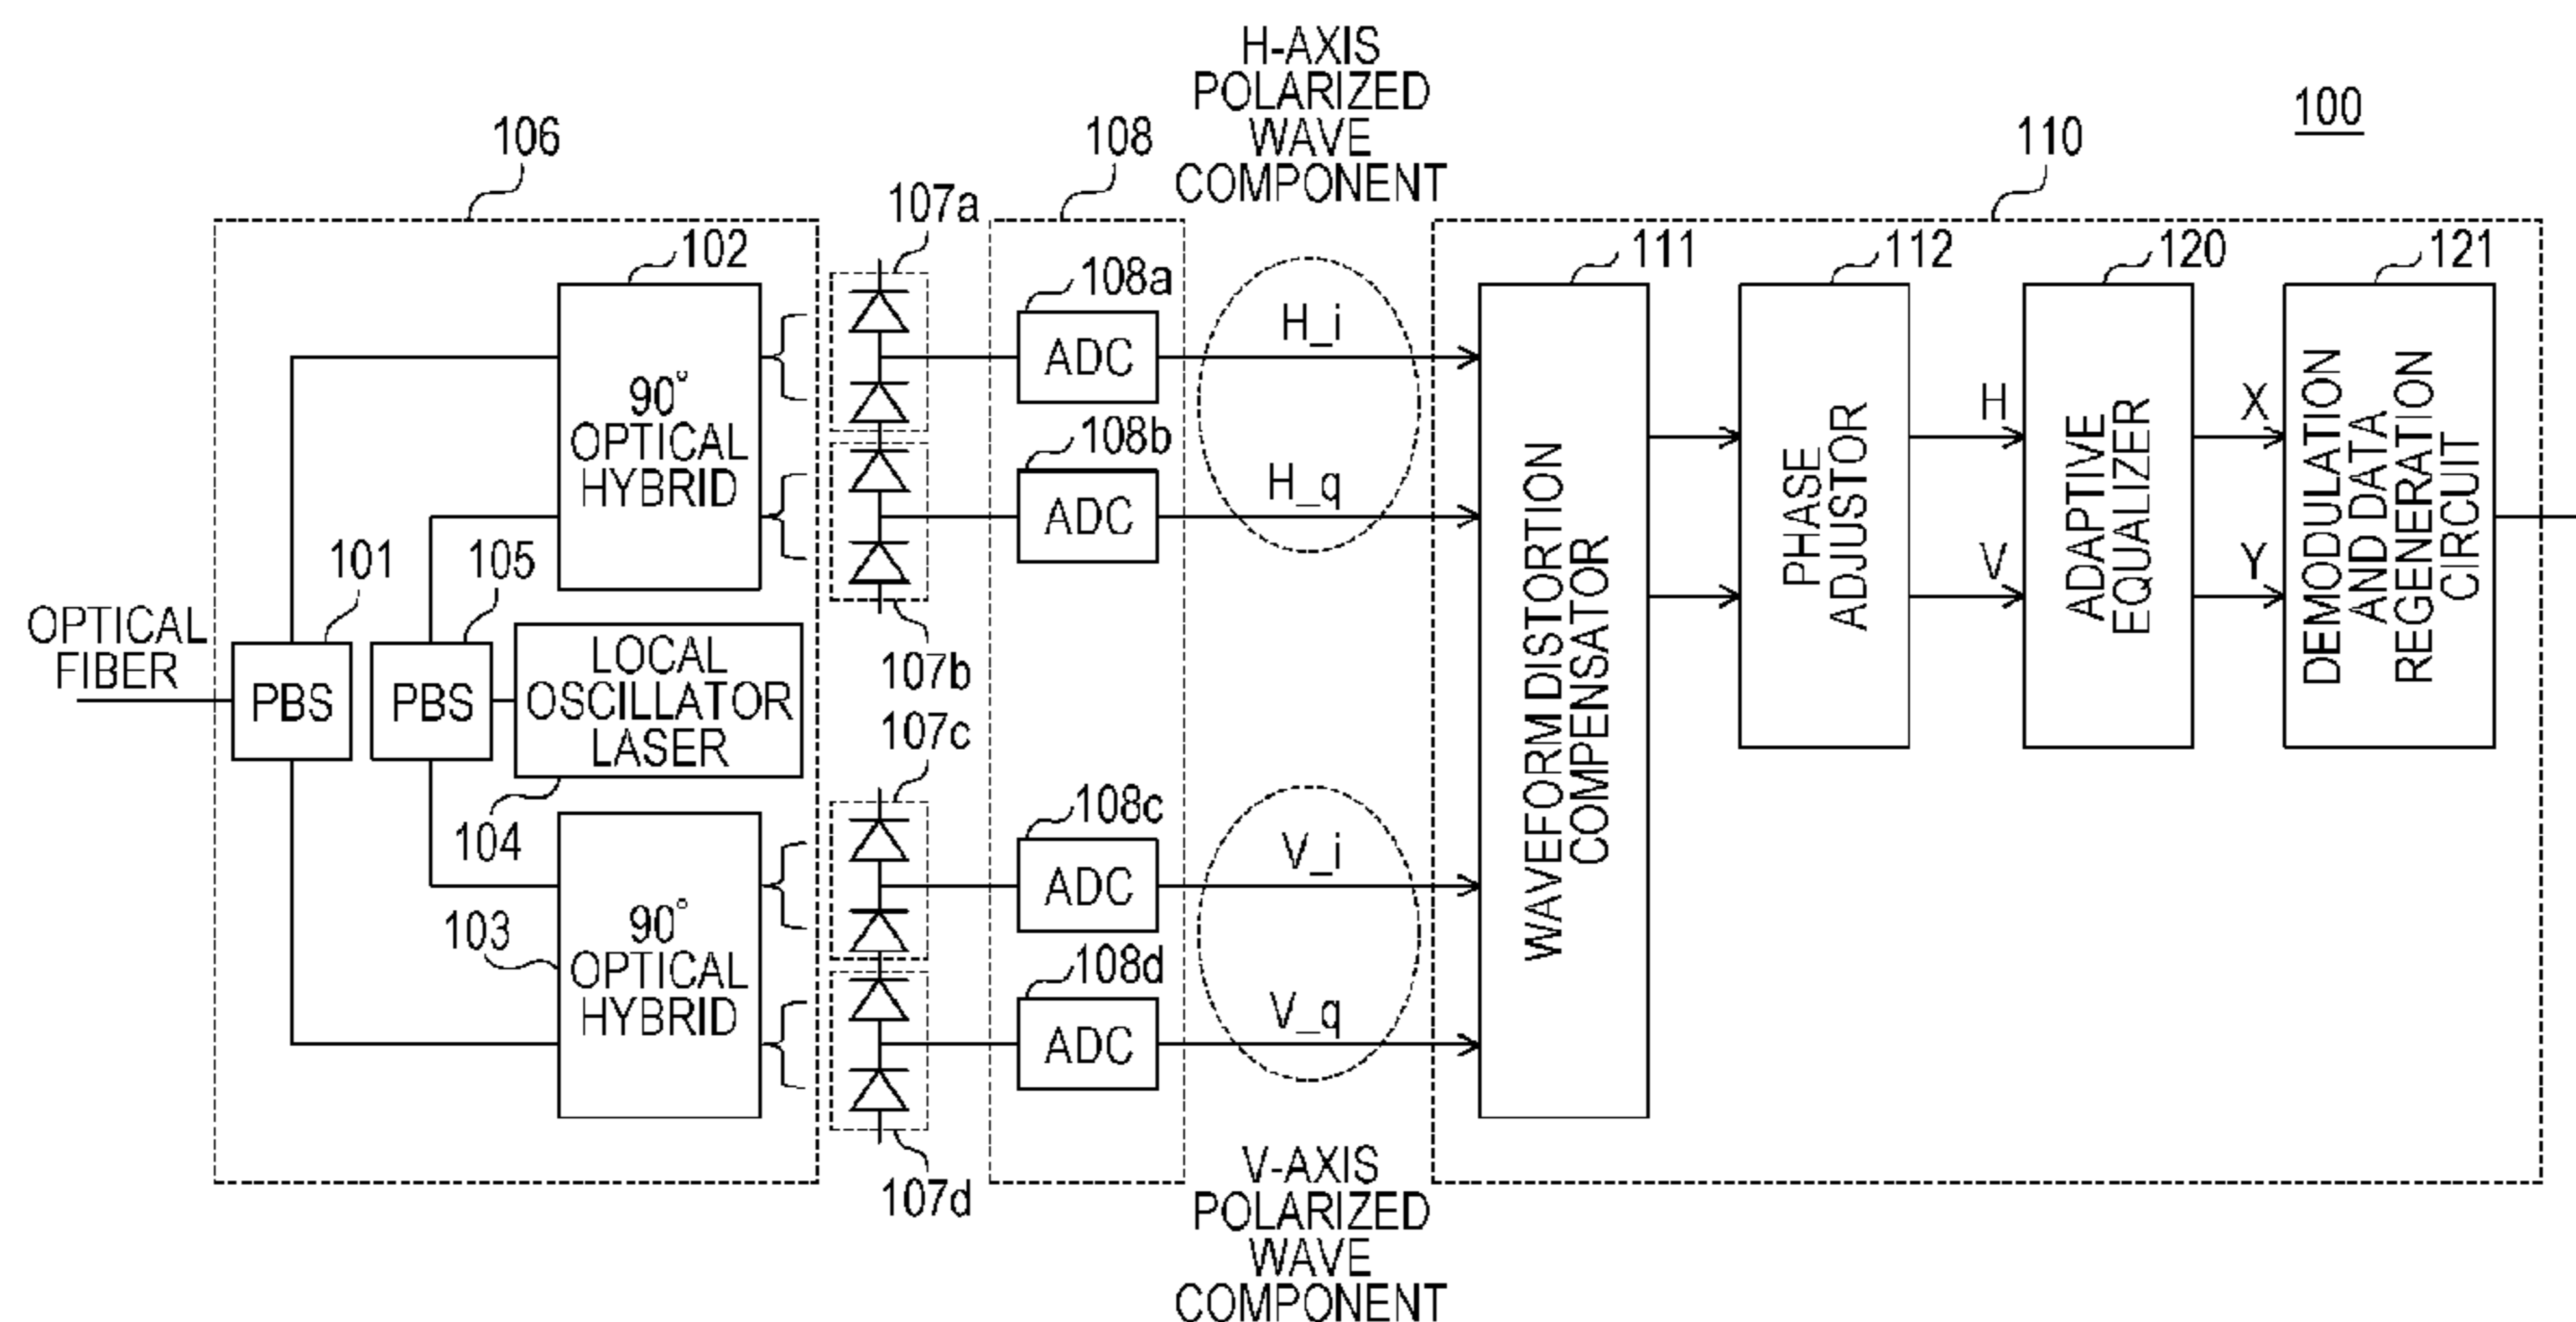 H-AXIS
POLARIZED
WAVE
COMPONENT
100
106
108
110
107a
102
108a
111
112
120
121
H_i
ADC
90°
OPTICAL
HYBRID
108b
H_q
ADC
H
X
V
Y
WAVEFORM DISTORTION
COMPENSATOR
PHASE
ADJUSTOR
ADAPTIVE
EQUALIZER
DEMODULATION
AND DATA
REGENERATION
CIRCUIT
101
105
OPTICAL
FIBER
PBS
PBS
LOCAL
OSCILLATOR
LASER
107b
107c
104
108c
V_i
ADC
103
90°
OPTICAL
HYBRID
108d
V_q
ADC
107d
V-AXIS
POLARIZED
WAVE
COMPONENT